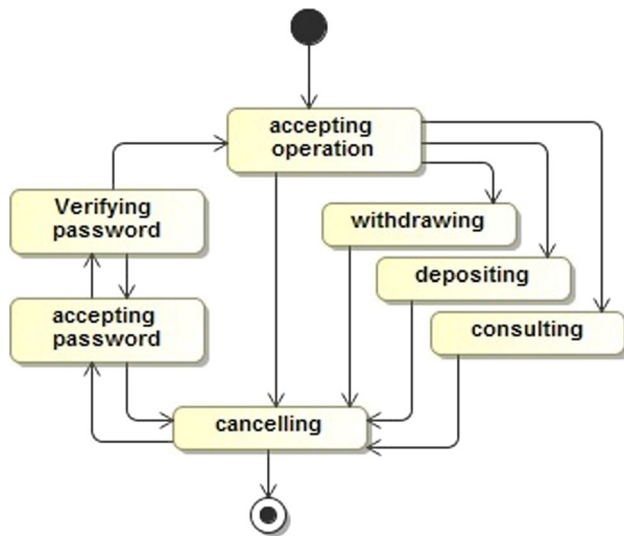 accepting
operation
Verifying
password
withdrawing
depositing
accepting
password
consulting
cancelling